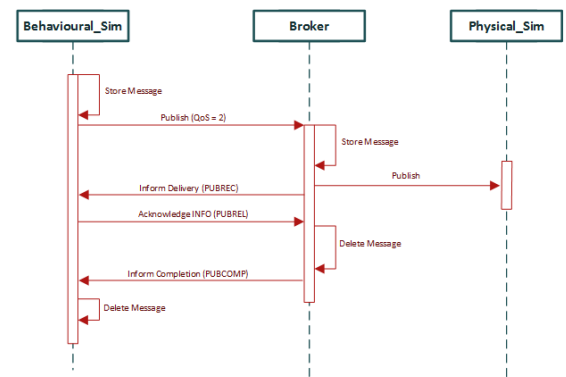 Behavioural_Sim
Broker
Physical_Sim
Store Message
Publish (QoS = 2)
Store Message
Publish
Inform Delivery (PUBREC)
Acknowledge INFO (PUBREL)
Delete Message
Inform Completion (PUBCOMP)
Delete Message